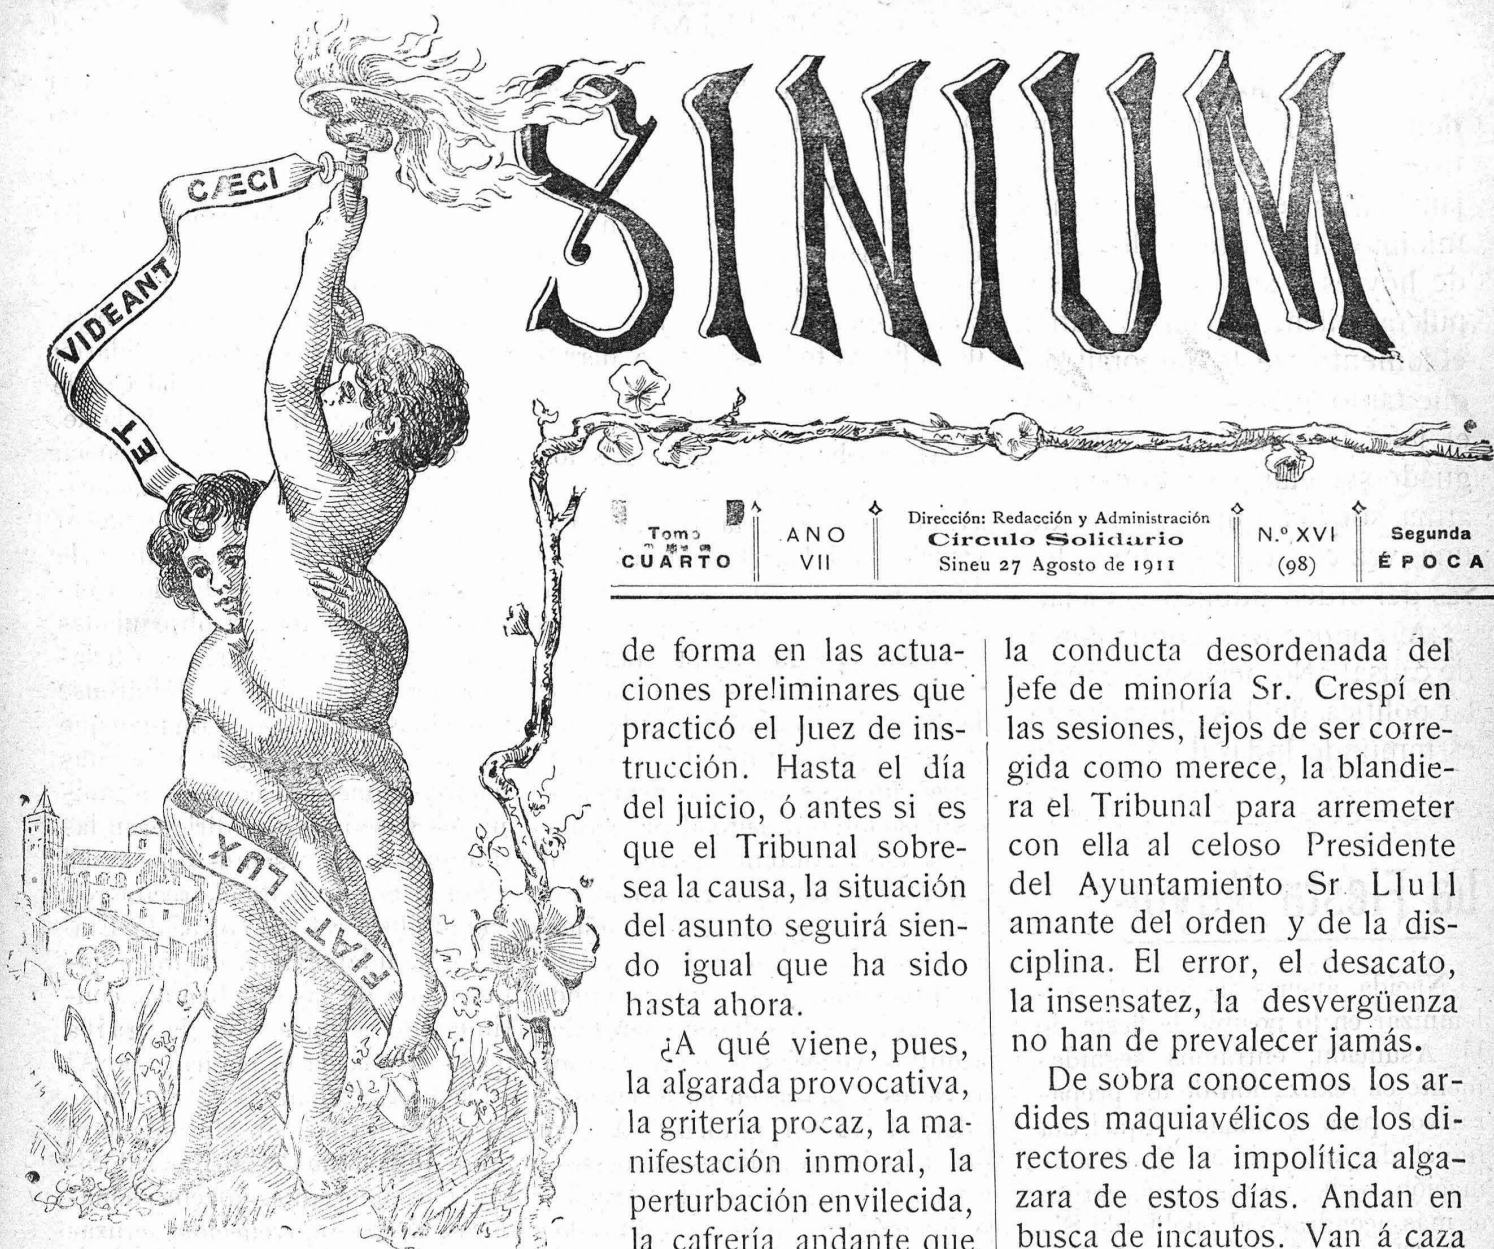 SINIUM
FIAT LUX
ET
VIDEANT
CÆCI
Tomo
CUARTO
ANO
VII
Dirección: Redacción y Administración
Círculo Solidario
Sineu 27 Agosto de 1911
N.º XVI
(98)
Segunda
ÉPOCA
de forma en las actua-
ciones preliminares que
practicó el Juez de ins-
trucción. Hasta el día
del juicio, ó antes si es
que el Tribunal sobre-
sea la causa, la situación
del asunto seguirá sien-
do igual que ha sido
hasta ahora.
¿A qué viene, pues,
la algarada provocativa,
la gritería procaz, la ma-
nifestación inmoral, la
perturbación envilecida,
la cafrería andante que
la conducta desordenada del
Jefe de minoría Sr. Crespí en
las sesiones, lejos de ser corre-
gida como merece, la blandie-
ra el Tribunal para arremeter
con ella al celoso Presidente
del Ayuntamiento Sr Llull
amante del orden y de la dis-
ciplina. El error, el desacato,
la insensatez, la desvergüenza
no han de prevalecer jamás.
De sobra conocemos los ar-
dides maquiavélicos de los di-
rectores de la impolítica alga-
zara de estos días. Andan en
busca de incautos. Van á caza